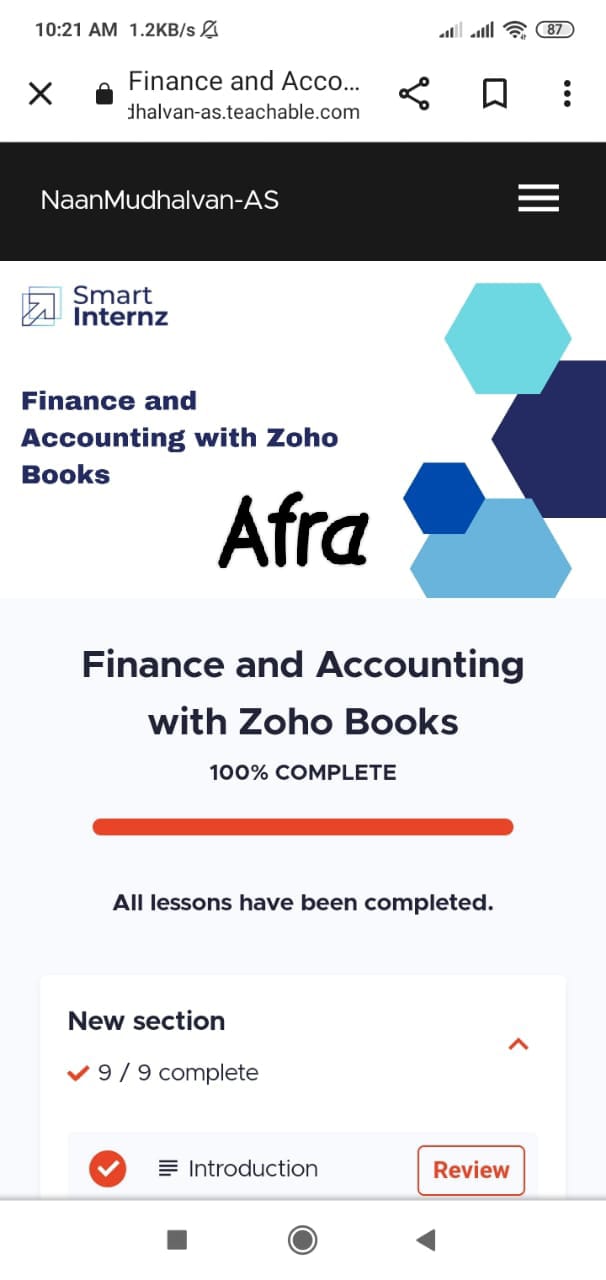 10:21 AM 1.2KB/s
87
Finance and Acco...
dhalvan-as.teachable.com
NaanMudhalvan-AS
Smart
Internz
Finance and
Accounting with Zoho
Books
Afra
Finance and Accounting
with Zoho Books
100% COMPLETE
All lessons have been completed.
New section
9 / 9 complete
Introduction
Review